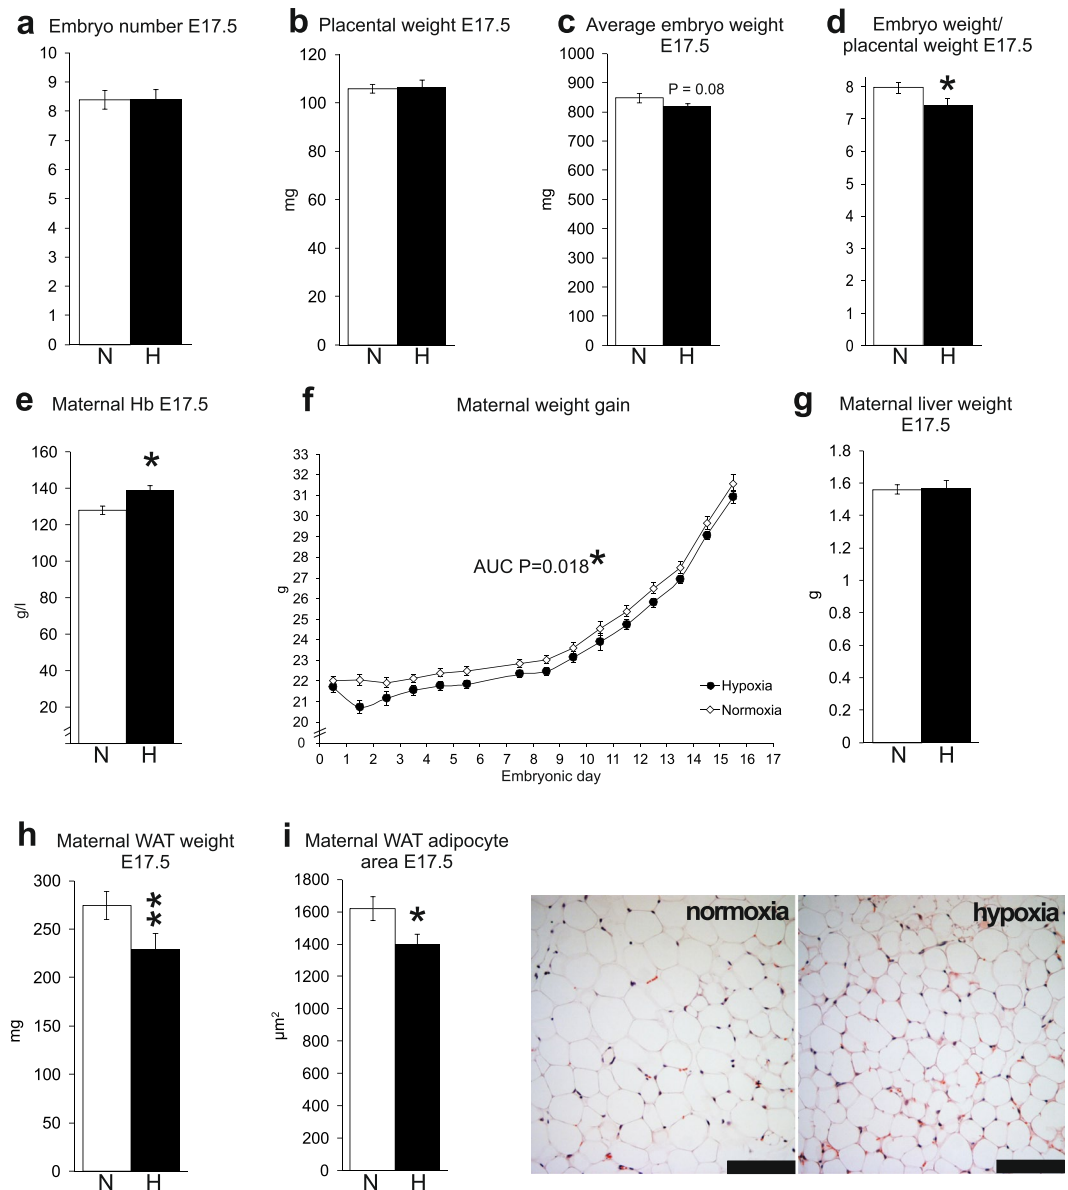 a Embryo number E17.5
10
9
8
7
6
5
4
3
2
1
0
N H
b Placental weight E17.5
120
100
80
60
40
20
0
mg
N H
c Average embryo weight
E17.5
1000
900
800
700
600
500
400
300
200
100
0
mg
P = 0.08
N H
d Embryo weight/
placental weight E17.5
8
7
6
5
4
3
2
1
0
*
N H
e Maternal Hb E17.5
160
140
120
100
80
60
40
20
g/l
*
N H
f Maternal weight gain
33
32
31
30
29
28
27
26
25
24
23
22
21
20
0
g
AUC P=0.018*
Hypoxia
Normoxia
0 1 2 3 4 5 6 7 8 9 10 11 12 13 14 15 16 17
Embryonic day
g Maternal liver weight
E17.5
1.8
1.6
1.4
1.2
1
0.8
0.6
0.4
0.2
0
g
N H
h Maternal WAT weight
E17.5
300
250
200
150
100
50
0
mg
**
N H
i Maternal WAT adipocyte
area E17.5
1800
1600
1400
1200
1000
800
600
400
200
0
µm²
*
N H
normoxia
hypoxia